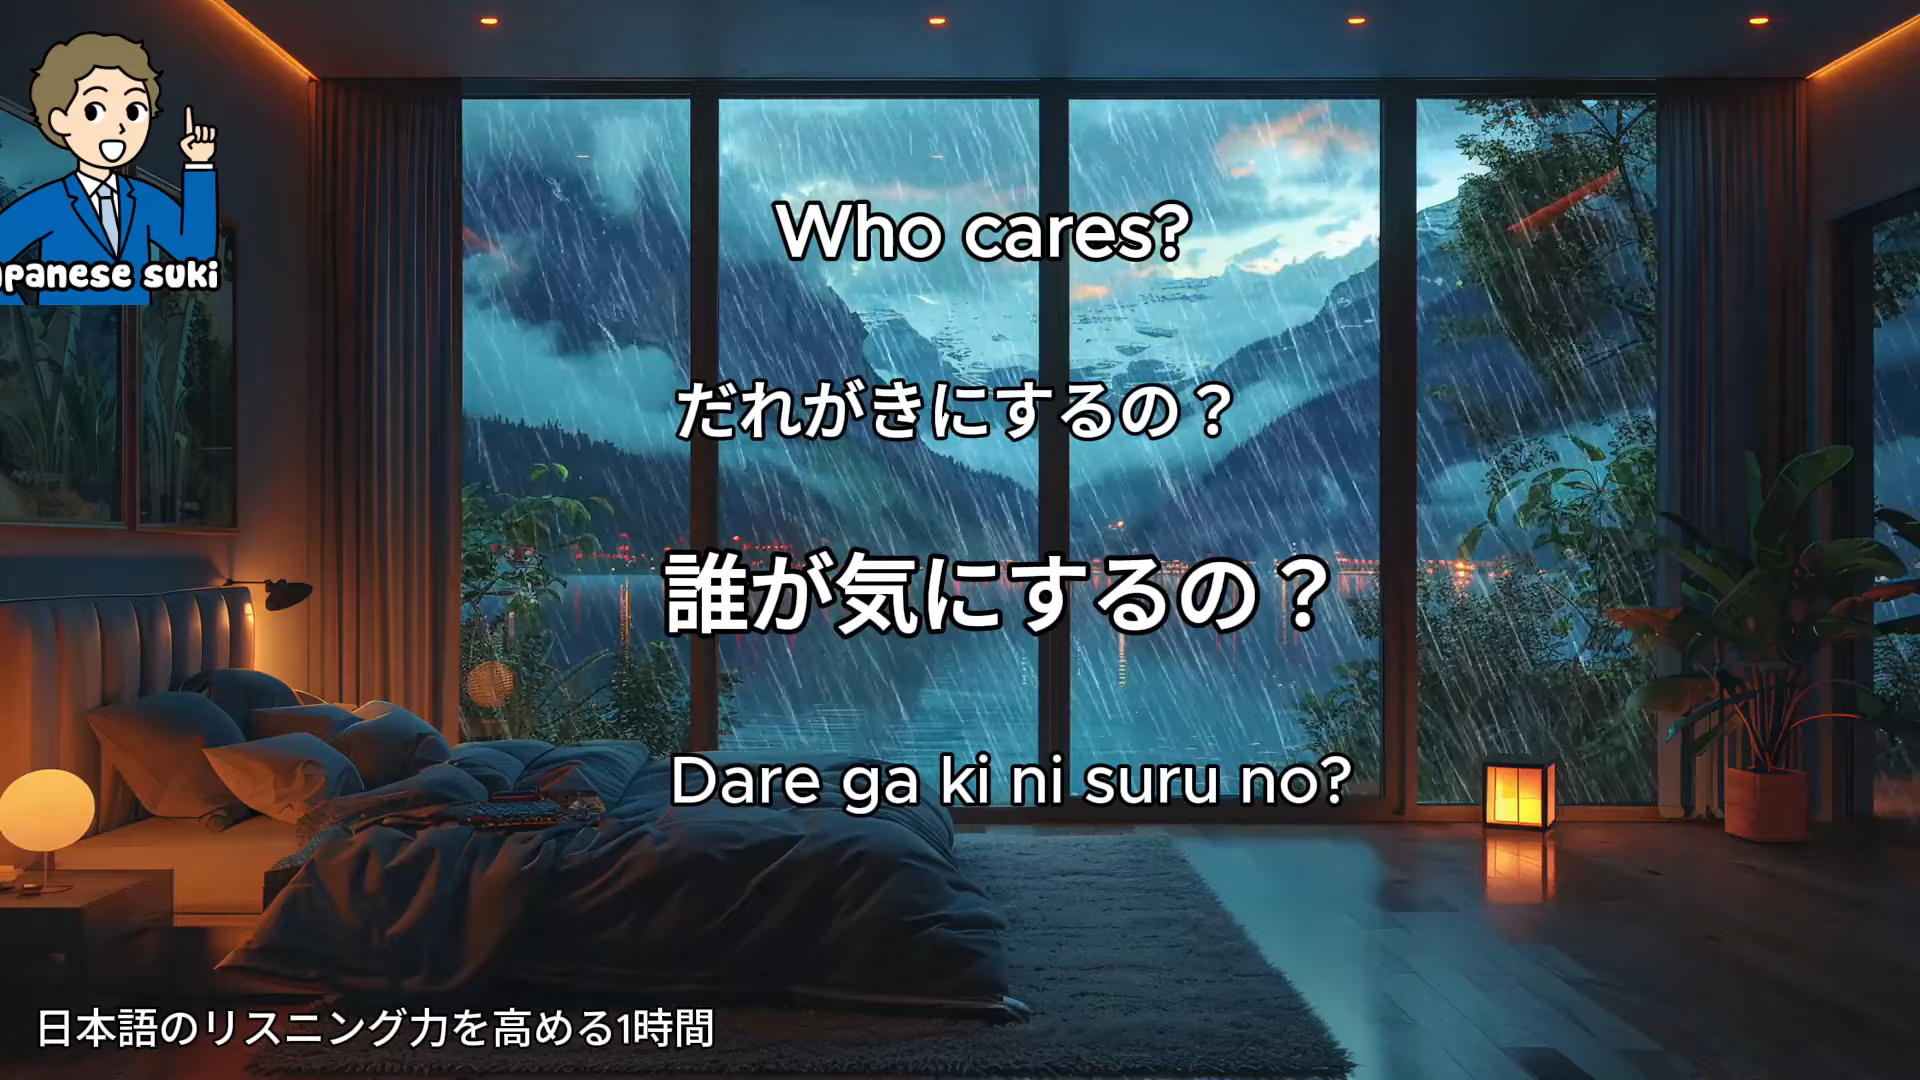 apanese suki
Who cares?
だれがきにするの？
誰が気にするの？
Dare ga ki ni suru no?
日本語のリスニング力を高める1時間